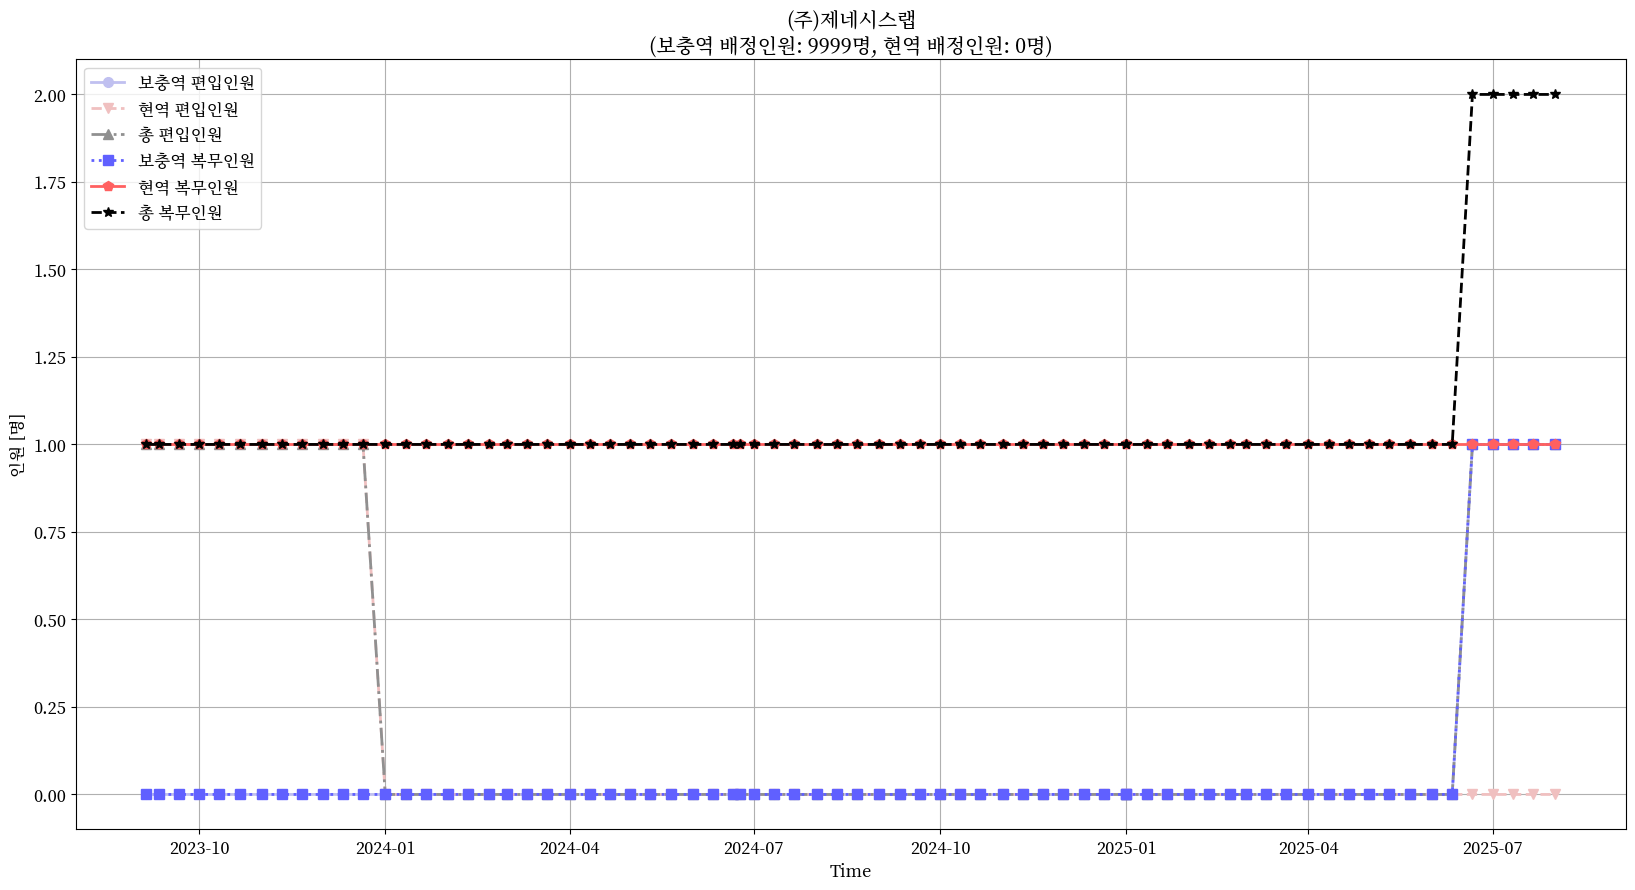 (주)제네시스랩
(보충역 배정인원: 9999명, 현역 배정인원: 0명)
보충역 편입인원
현역 편입인원
총 편입인원
보충역 복무인원
현역 복무인원
총 복무인원
2.00
1.75
1.50
1.25
1.00
0.75
0.50
0.25
0.00
인원 [명]
2023-10
2024-01
2024-04
2024-07
2024-10
2025-01
2025-04
2025-07
Time